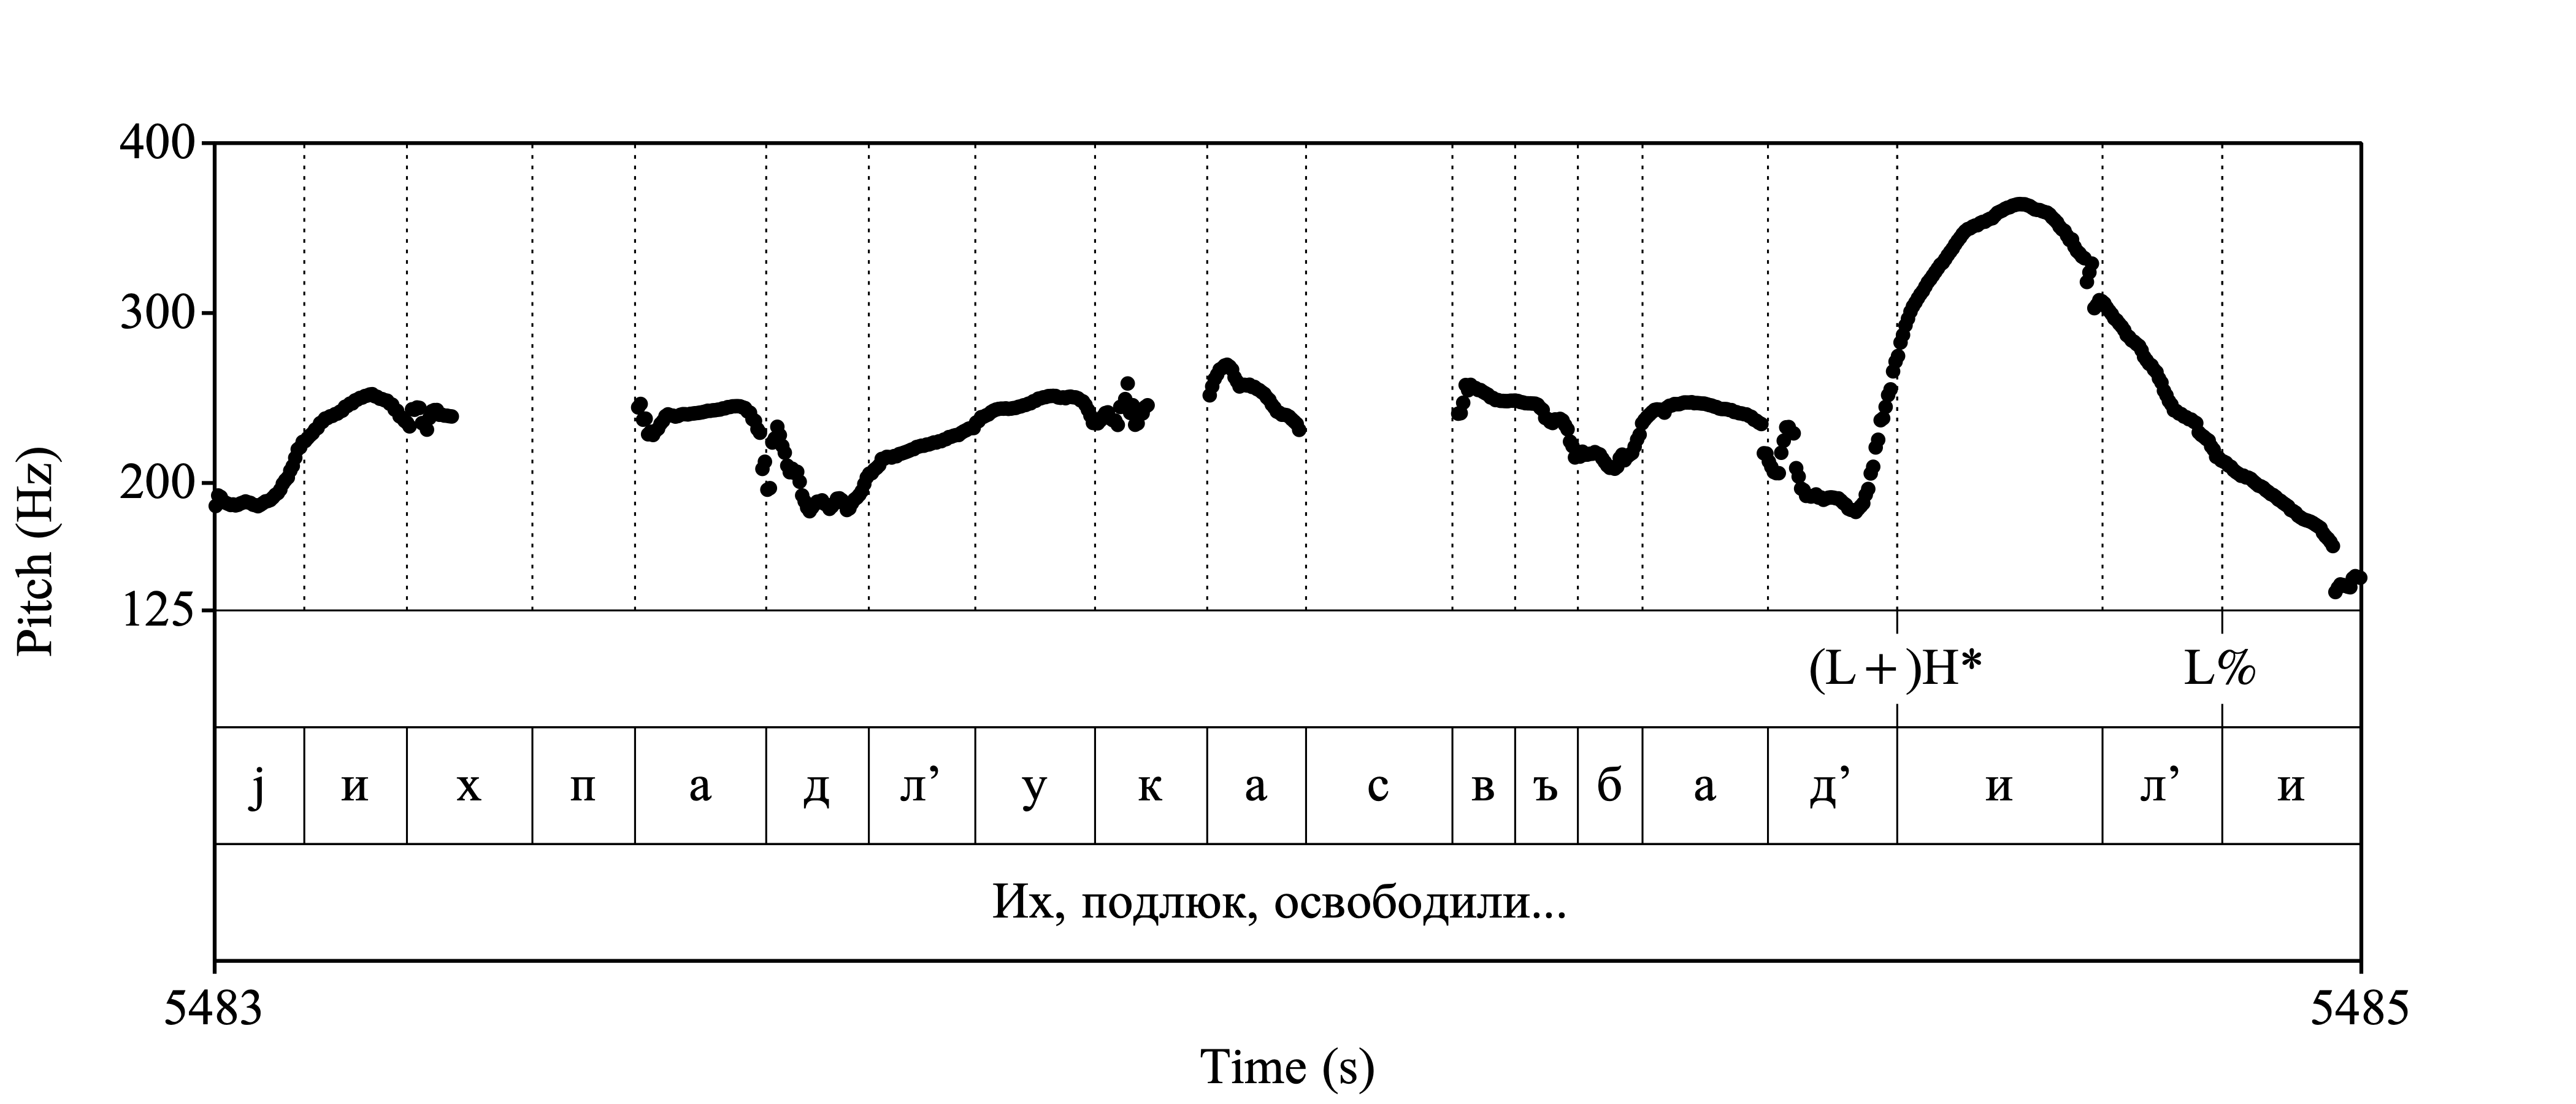 400
300
200
125
Pitch (Hz)
(L+)H* L%
ј и х п а д л’ у к а с в ъ б а д’ и л’ и
Их, подлюк, освободили...
5483 5485
Time (s)